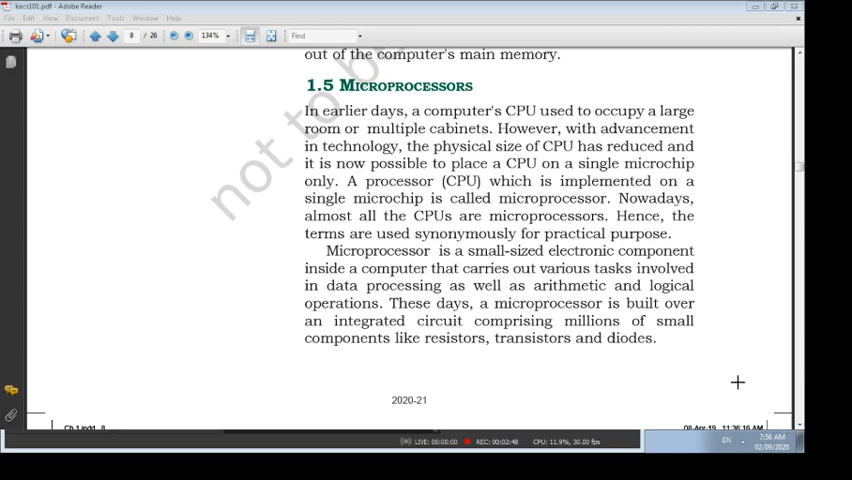 kecs101.pdf - Adobe Reader
File Edit View Document Tools Window Help
8 / 26 134% Find
out of the computer's main memory.
1.5 MICROPROCESSORS
In earlier days, a computer's CPU used to occupy a large
room or multiple cabinets. However, with advancement
in technology, the physical size of CPU has reduced and
it is now possible to place a CPU on a single microchip
only. A processor (CPU) which is implemented on a
single microchip is called microprocessor. Nowadays,
almost all the CPUs are microprocessors. Hence, the
terms are used synonymously for practical purpose.
Microprocessor is a small-sized electronic component
inside a computer that carries out various tasks involved
in data processing as well as arithmetic and logical
operations. These days, a microprocessor is built over
an integrated circuit comprising millions of small
components like resistors, transistors and diodes.
not to b
2020-21
Ch 1.indd 8
08-Apr-19 11:36:16 AM
LIVE: 00:00:00 REC: 00:02:48 CPU: 11.9%, 30.00 fps
EN
7:56 AM
02/09/2020